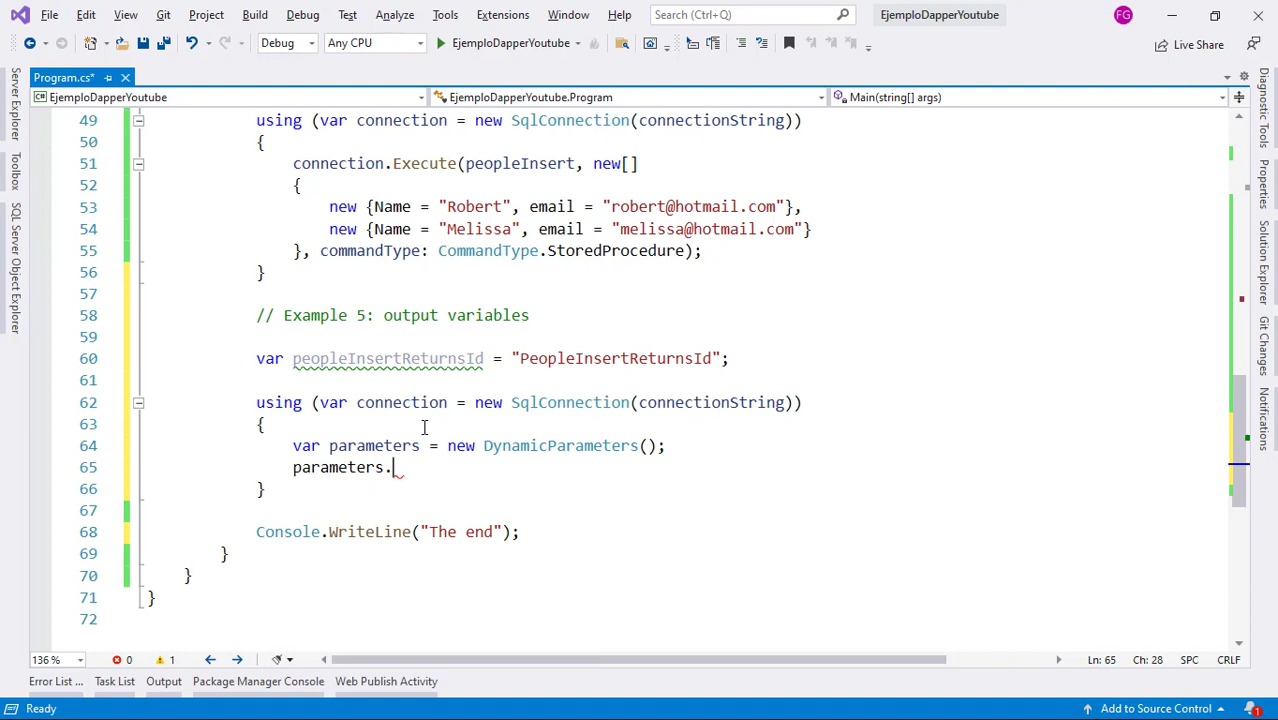 File Edit View Git Project Build Debug Test Analyze Tools Extensions Window Help Search (Ctrl+Q) EjemploDapperYoutube FG
Debug Any CPU EjemploDapperYoutube Live Share
Program.cs*
EjemploDapperYoutube EjemploDapperYoutube.Program Main(string[] args)
49 using (var connection = new SqlConnection(connectionString))
50 {
51 connection.Execute(peopleInsert, new[]
52 {
53 new {Name = "Robert", email = "robert@hotmail.com"},
54 new {Name = "Melissa", email = "melissa@hotmail.com"}
55 }, commandType: CommandType.StoredProcedure);
56 }
57
58 // Example 5: output variables
59
60 var peopleInsertReturnsId = "PeopleInsertReturnsId";
61
62 using (var connection = new SqlConnection(connectionString))
63 {
64 var parameters = new DynamicParameters();
65 parameters.
66 }
67
68 Console.WriteLine("The end");
69 }
70 }
71 }
72
Server Explorer
Toolbox
SQL Server Object Explorer
Diagnostic Tools
Properties
Solution Explorer
Git Changes
Test Explorer
136 % 0 1 Ln: 65 Ch: 28 SPC CRLF
Error List ... Task List Output Package Manager Console Web Publish Activity
Ready Add to Source Control 1